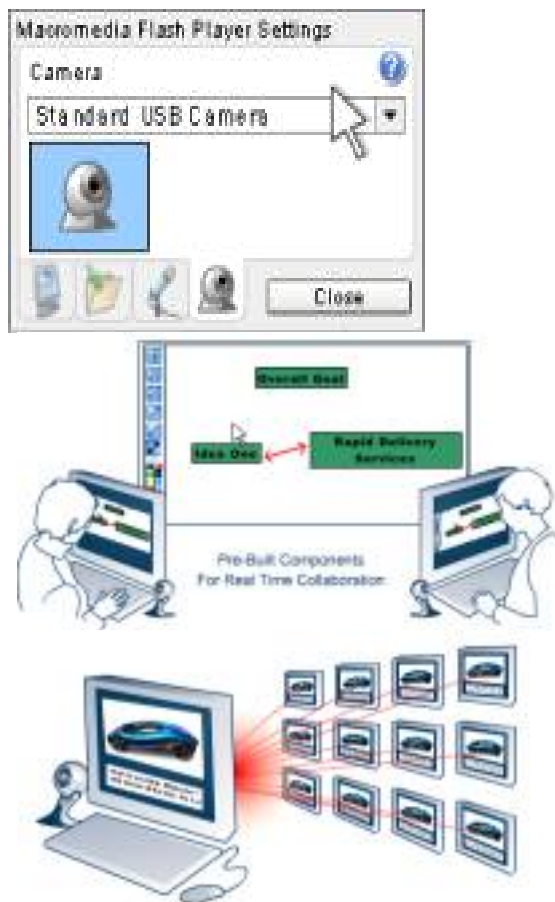 Macromedia Flash Player Settings
Camera
Standard USB Camera
Close
Overall Goal
Idea One
Rapid Delivery
Services
Pre-Built Components
For Real Time Collaboration